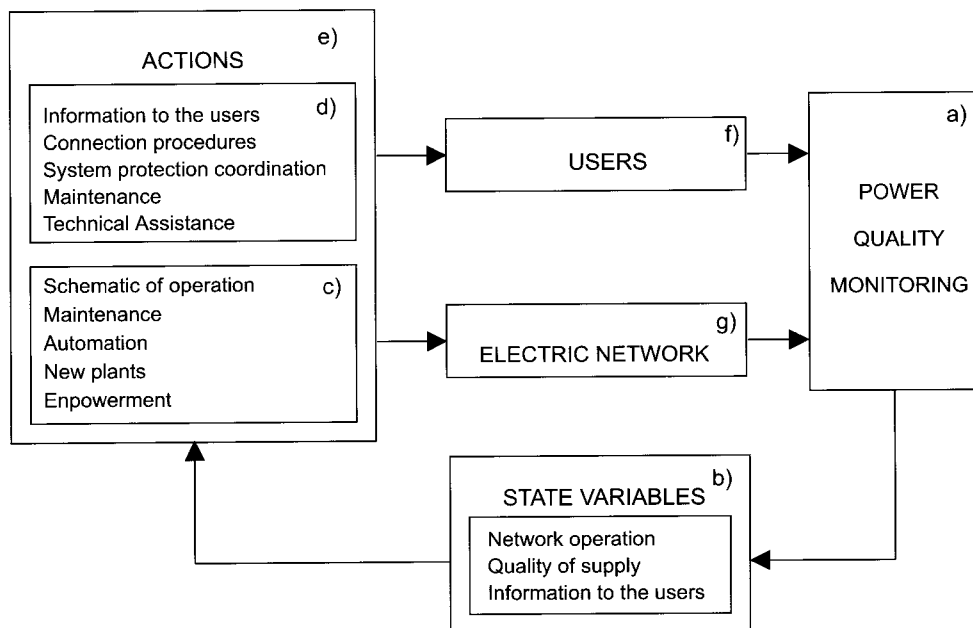 e)
ACTIONS
d)
Information to the users
Connection procedures
System protection coordination
Maintenance
Technical Assistance
c)
Schematic of operation
Maintenance
Automation
New plants
Enpowerment
f)
USERS
g)
ELECTRIC NETWORK
a)
POWER
QUALITY
MONITORING
b)
STATE VARIABLES
Network operation
Quality of supply
Information to the users